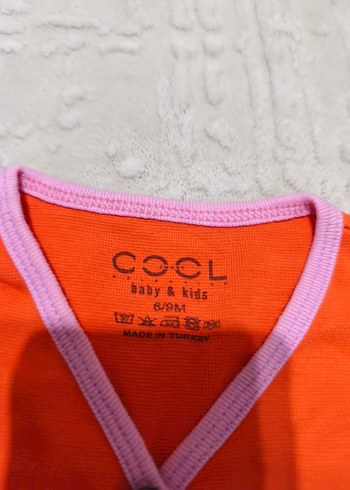 COOL
baby & kids
6/9M
MADE IN TURKEY